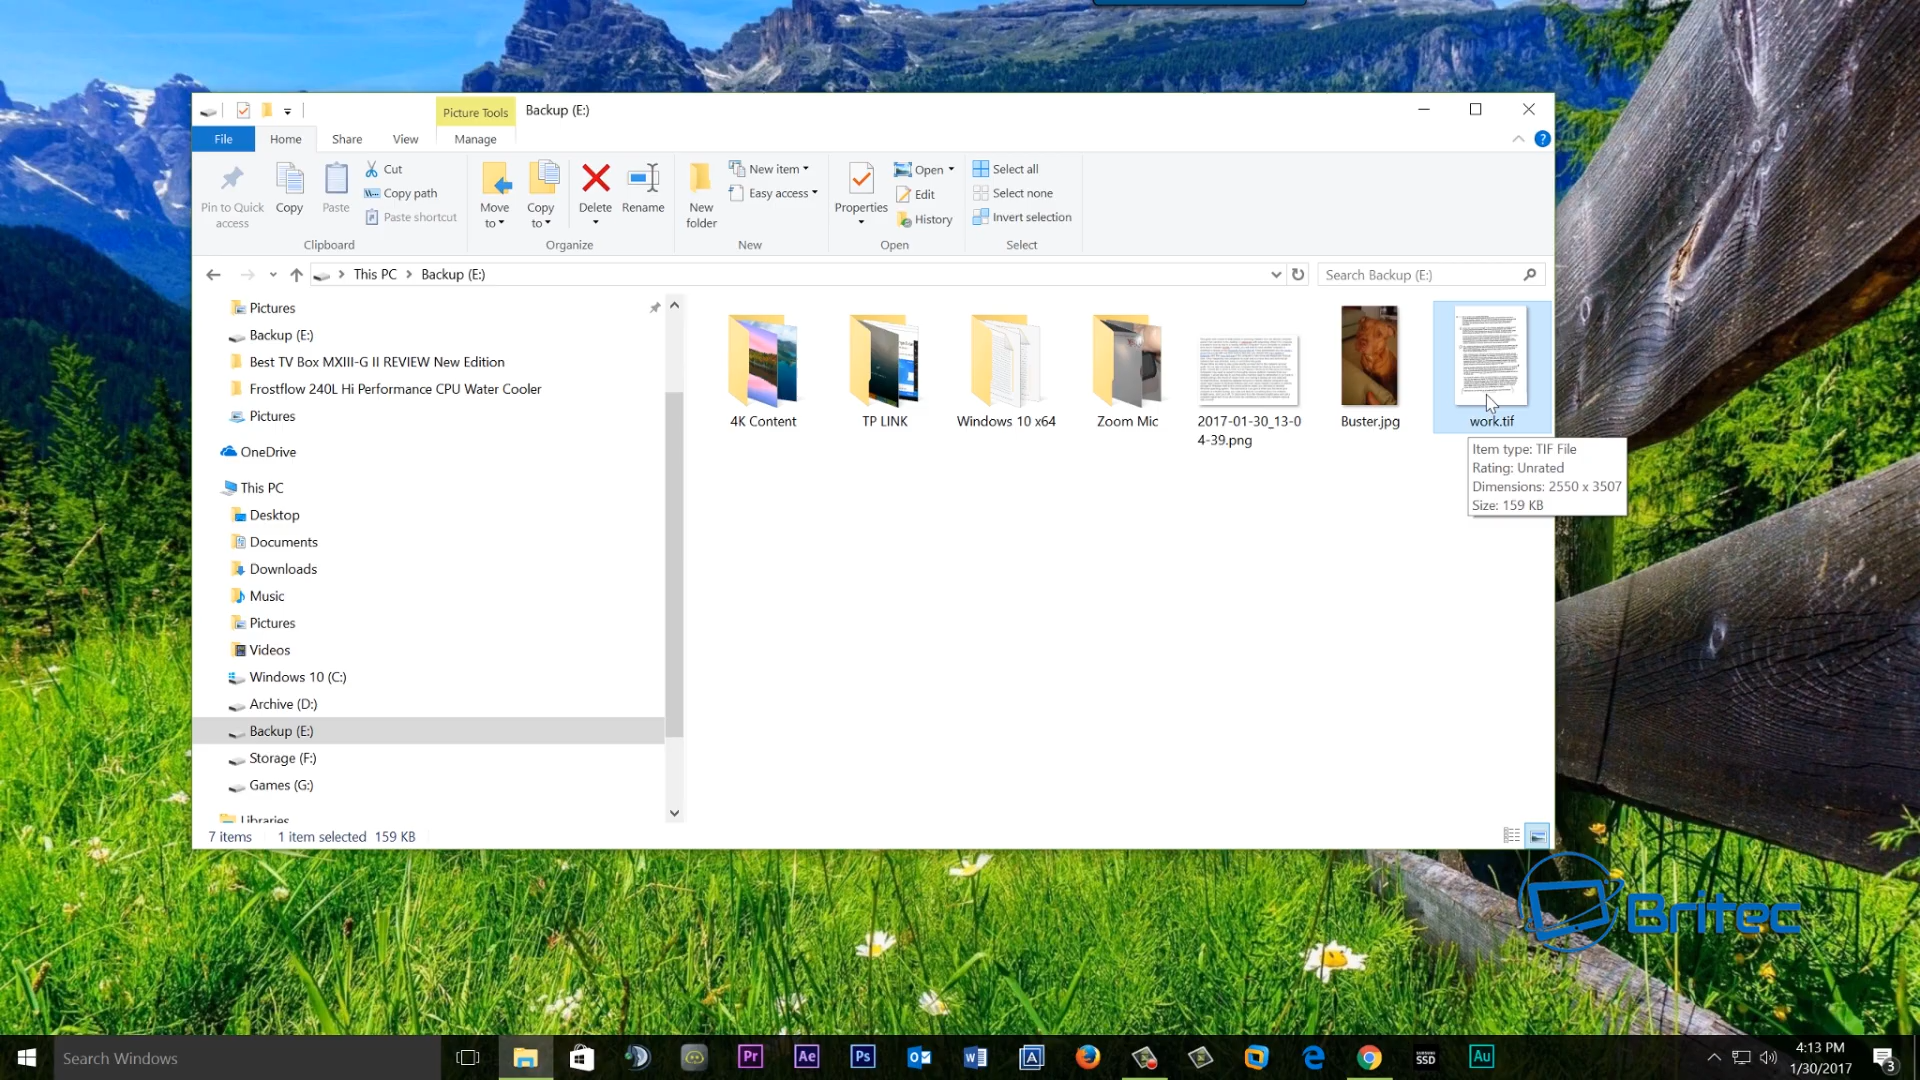 Picture Tools
Backup (E:)
File
Home
Share
View
Manage
Pin to Quick access
Copy
Paste
Cut
Copy path
Paste shortcut
Clipboard
Move to
Copy to
Delete
Rename
Organize
New folder
New item
Easy access
New
Properties
Open
Edit
History
Open
Select all
Select none
Invert selection
Select
This PC
Backup (E:)
Search Backup (E:)
Pictures
Backup (E:)
Best TV Box MXIII-G II REVIEW New Edition
Frostflow 240L Hi Performance CPU Water Cooler
Pictures
OneDrive
This PC
Desktop
Documents
Downloads
Music
Pictures
Videos
Windows 10 (C:)
Archive (D:)
Backup (E:)
Storage (F:)
Games (G:)
Libraries
4K Content
TP LINK
Windows 10 x64
Zoom Mic
2017-01-30_13-0
4-39.png
Buster.jpg
work.tif
Item type: TIF File
Rating: Unrated
Dimensions: 2550 x 3507
Size: 159 KB
7 items
1 item selected 159 KB
Britec
Search Windows
Pr
Ae
Ps
Au
SSD
4:13 PM
1/30/2017
3